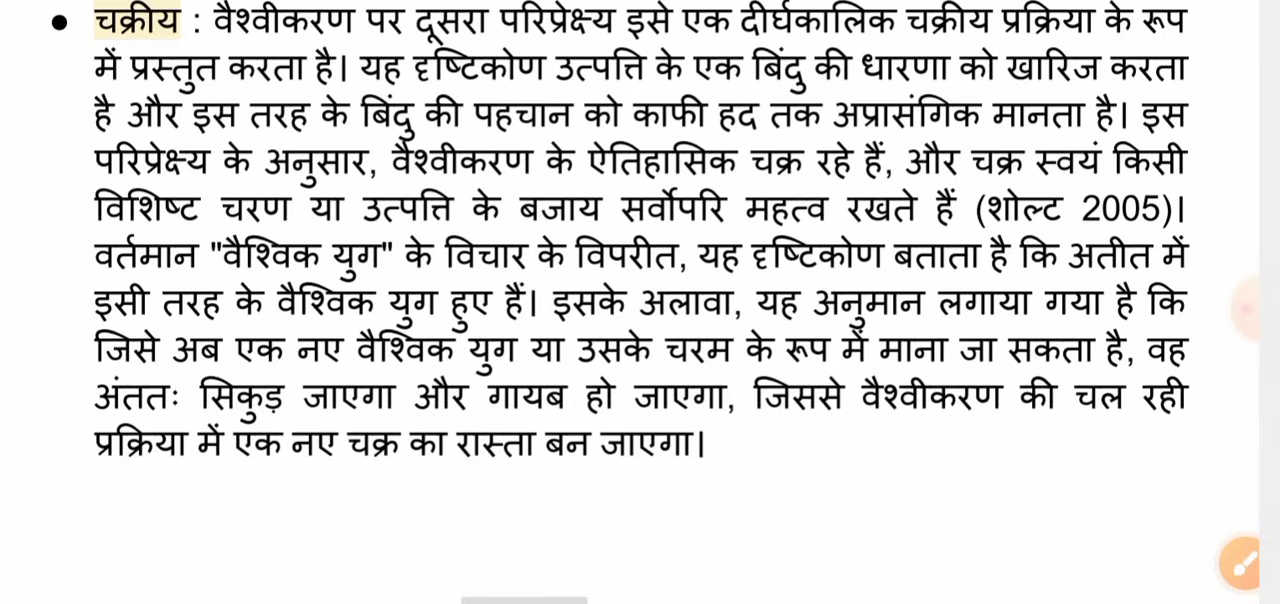 • चक्रीय : वैश्वीकरण पर दूसरा परिप्रेक्ष्य इसे एक दीर्घकालिक चक्रीय प्रक्रिया के रूप
में प्रस्तुत करता है। यह दृष्टिकोण उत्पत्ति के एक बिंदु की धारणा को खारिज करता
है और इस तरह के बिंदु की पहचान को काफी हद तक अप्रासंगिक मानता है। इस
परिप्रेक्ष्य के अनुसार, वैश्वीकरण के ऐतिहासिक चक्र रहे हैं, और चक्र स्वयं किसी
विशिष्ट चरण या उत्पत्ति के बजाय सर्वोपरि महत्व रखते हैं (शोल्ट 2005)।
वर्तमान "वैश्विक युग" के विचार के विपरीत, यह दृष्टिकोण बताता है कि अतीत में
इसी तरह के वैश्विक युग हुए हैं। इसके अलावा, यह अनुमान लगाया गया है कि
जिसे अब एक नए वैश्विक युग या उसके चरम के रूप में माना जा सकता है, वह
अंततः सिकुड़ जाएगा और गायब हो जाएगा, जिससे वैश्वीकरण की चल रही
प्रक्रिया में एक नए चक्र का रास्ता बन जाएगा।